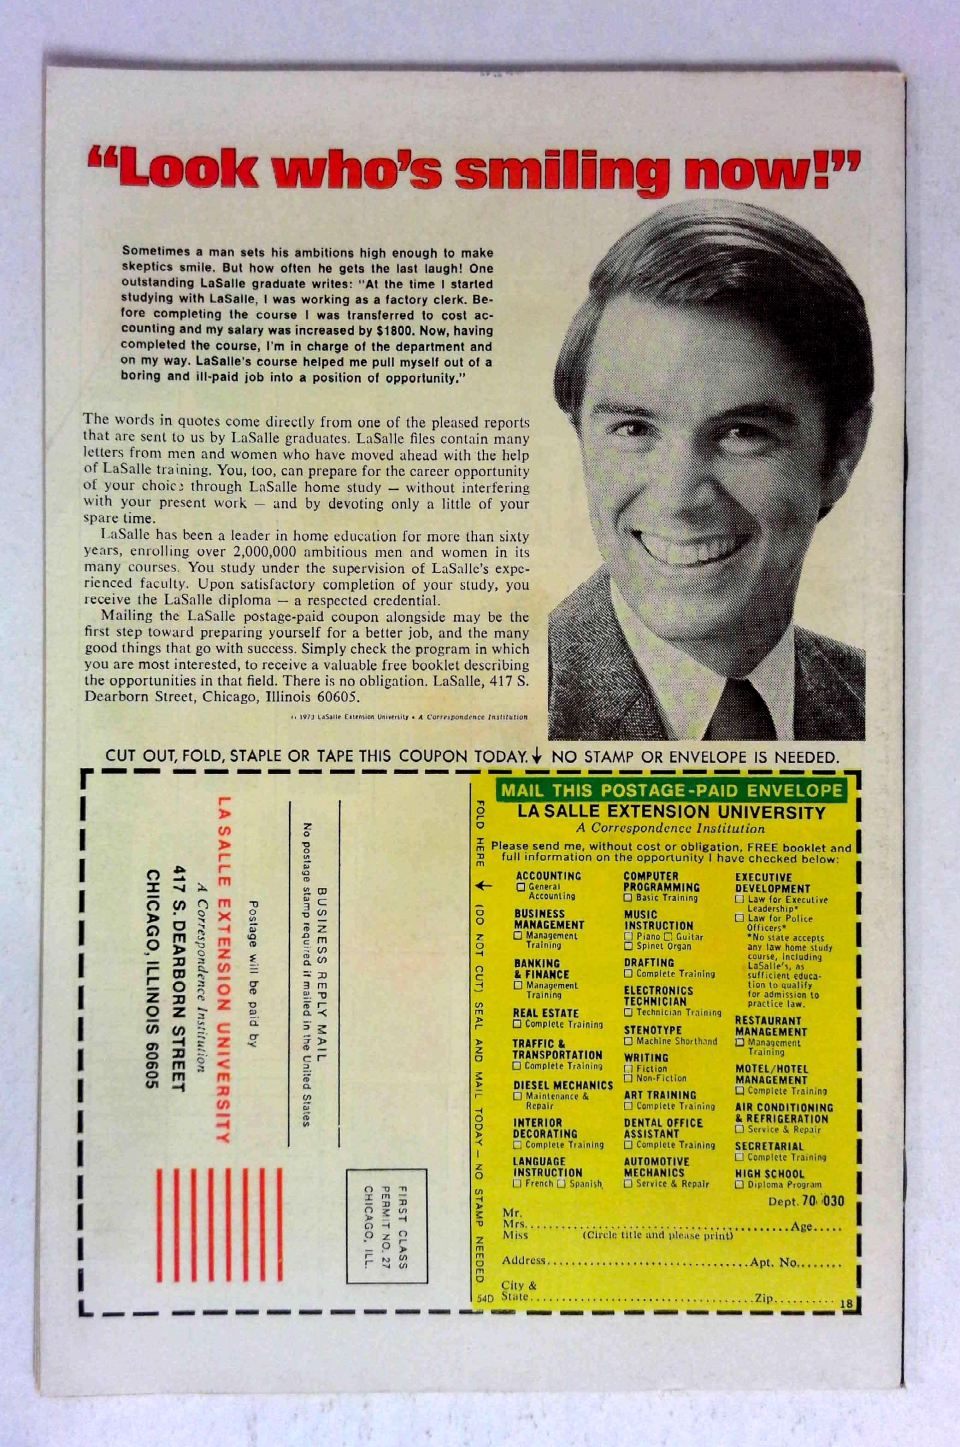 “Look who’s smiling now!”
Sometimes a man sets his ambitions high enough to make
skeptics smile. But how often he gets the last laugh! One
outstanding LaSalle graduate writes: "At the time I started
studying with LaSalle, I was working as a factory clerk. Be-
fore completing the course I was transferred to cost ac-
counting and my salary was increased by $1800. Now, having
completed the course, I'm in charge of the department and
on my way. LaSalle's course helped me pull myself out of a
boring and ill-paid job into a position of opportunity."
The words in quotes come directly from one of the pleased reports
that are sent to us by LaSalle graduates. LaSalle files contain many
letters from men and women who have moved ahead with the help
of LaSalle training. You, too, can prepare for the career opportunity
of your choice through LaSalle home study — without interfering
with your present work — and by devoting only a little of your
spare time.
LaSalle has been a leader in home education for more than sixty
years, enrolling over 2,000,000 ambitious men and women in its
many courses. You study under the supervision of LaSalle's expe-
rienced faculty. Upon satisfactory completion of your study, you
receive the LaSalle diploma — a respected credential.
Mailing the LaSalle postage-paid coupon alongside may be the
first step toward preparing yourself for a better job, and the many
good things that go with success. Simply check the program in which
you are most interested, to receive a valuable free booklet describing
the opportunities in that field. There is no obligation. LaSalle, 417 S.
Dearborn Street, Chicago, Illinois 60605.
© 1973 LaSalle Extension University • A Correspondence Institution
CUT OUT, FOLD, STAPLE OR TAPE THIS COUPON TODAY.↓ NO STAMP OR ENVELOPE IS NEEDED.
FIRST CLASS
PERMIT NO. 27
CHICAGO, ILL.
BUSINESS REPLY MAIL
No postage stamp required if mailed in the United States
Postage will be paid by
LA SALLE EXTENSION UNIVERSITY
A Correspondence Institution
417 S. DEARBORN STREET
CHICAGO, ILLINOIS 60605
FOLD HERE ← (DO NOT CUT) SEAL AND MAIL TODAY — NO STAMP NEEDED
54D
MAIL THIS POSTAGE-PAID ENVELOPE
LA SALLE EXTENSION UNIVERSITY
A Correspondence Institution
Please send me, without cost or obligation, FREE booklet and
full information on the opportunity I have checked below:
ACCOUNTING
☐ General
Accounting
BUSINESS
MANAGEMENT
☐ Management
Training
BANKING
& FINANCE
☐ Management
Training
REAL ESTATE
☐ Complete Training
TRAFFIC &
TRANSPORTATION
☐ Complete Training
DIESEL MECHANICS
☐ Maintenance &
Repair
INTERIOR
DECORATING
☐ Complete Training
LANGUAGE
INSTRUCTION
☐ French ☐ Spanish
COMPUTER
PROGRAMMING
☐ Basic Training
MUSIC
INSTRUCTION
☐ Piano ☐ Guitar
☐ Spinet Organ
DRAFTING
☐ Complete Training
ELECTRONICS
TECHNICIAN
☐ Technician Training
STENOTYPE
☐ Machine Shorthand
WRITING
☐ Fiction
☐ Non-Fiction
ART TRAINING
☐ Complete Training
DENTAL OFFICE
ASSISTANT
☐ Complete Training
AUTOMOTIVE
MECHANICS
☐ Service & Repair
EXECUTIVE
DEVELOPMENT
☐ Law for Executive
Leadership*
☐ Law for Police
Officers*
*No state accepts
any law home study
course, including
LaSalle's, as
sufficient educa-
tion to qualify
for admission to
practice law.
RESTAURANT
MANAGEMENT
☐ Management
Training
MOTEL/HOTEL
MANAGEMENT
☐ Complete Training
AIR CONDITIONING
& REFRIGERATION
☐ Service & Repair
SECRETARIAL
☐ Complete Training
HIGH SCHOOL
☐ Diploma Program
Dept. 70-030
Mr.
Mrs. Age
Miss (Circle title and please print)
Address Apt. No.
City &
State Zip
18